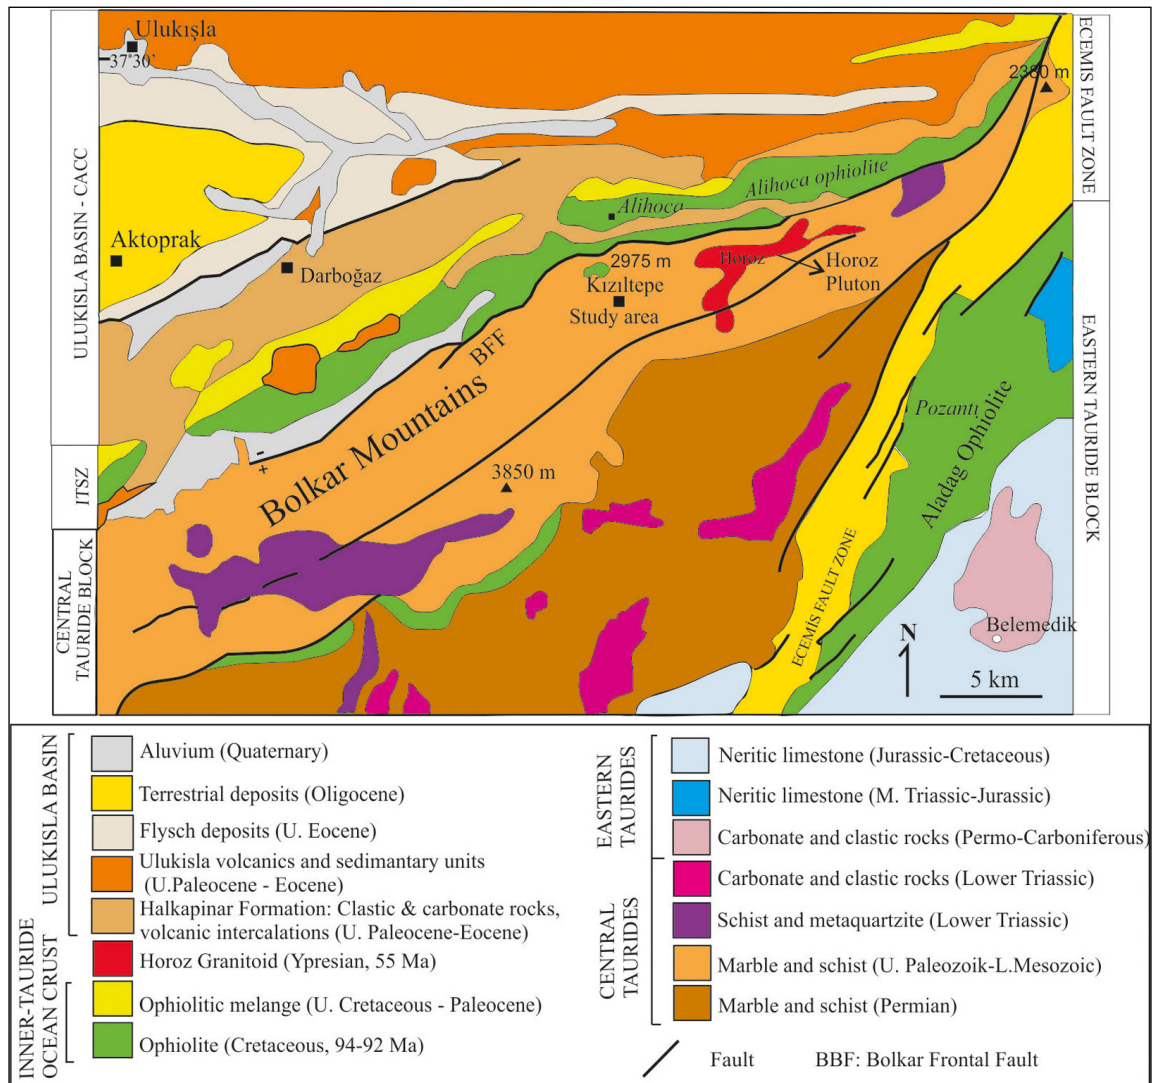 Ulukışla
37°30'
2380 m
ECEMIS FAULT ZONE
ULUKISLA BASIN - CACC
Alihoca ophiolite
Alihoca
Aktoprak
Darboğaz
2975 m
Kızıltepe
Study area
Horoz
Horoz
Pluton
BFF
Bolkar Mountains
Pozantı
Aladag Ophiolite
EASTERN TAURIDE BLOCK
ITSZ
- +
3850 m
CENTRAL
TAURIDE BLOCK
ECEMİS FAULT ZONE
Belemedik
N
5 km
ULUKISLA BASIN
Aluvium (Quaternary)
Terrestrial deposits (Oligocene)
Flysch deposits (U. Eocene)
Ulukisla volcanics and sedimantary units
(U.Paleocene - Eocene)
Halkapinar Formation: Clastic & carbonate rocks,
volcanic intercalations (U. Paleocene-Eocene)
Horoz Granitoid (Ypresian, 55 Ma)
INNER-TAURIDE
OCEAN CRUST
Ophiolitic melange (U. Cretaceous - Paleocene)
Ophiolite (Cretaceous, 94-92 Ma)
EASTERN
TAURIDES
Neritic limestone (Jurassic-Cretaceous)
Neritic limestone (M. Triassic-Jurassic)
Carbonate and clastic rocks (Permo-Carboniferous)
CENTRAL
TAURIDES
Carbonate and clastic rocks (Lower Triassic)
Schist and metaquartzite (Lower Triassic)
Marble and schist (U. Paleozoik-L.Mesozoic)
Marble and schist (Permian)
Fault
BBF: Bolkar Frontal Fault